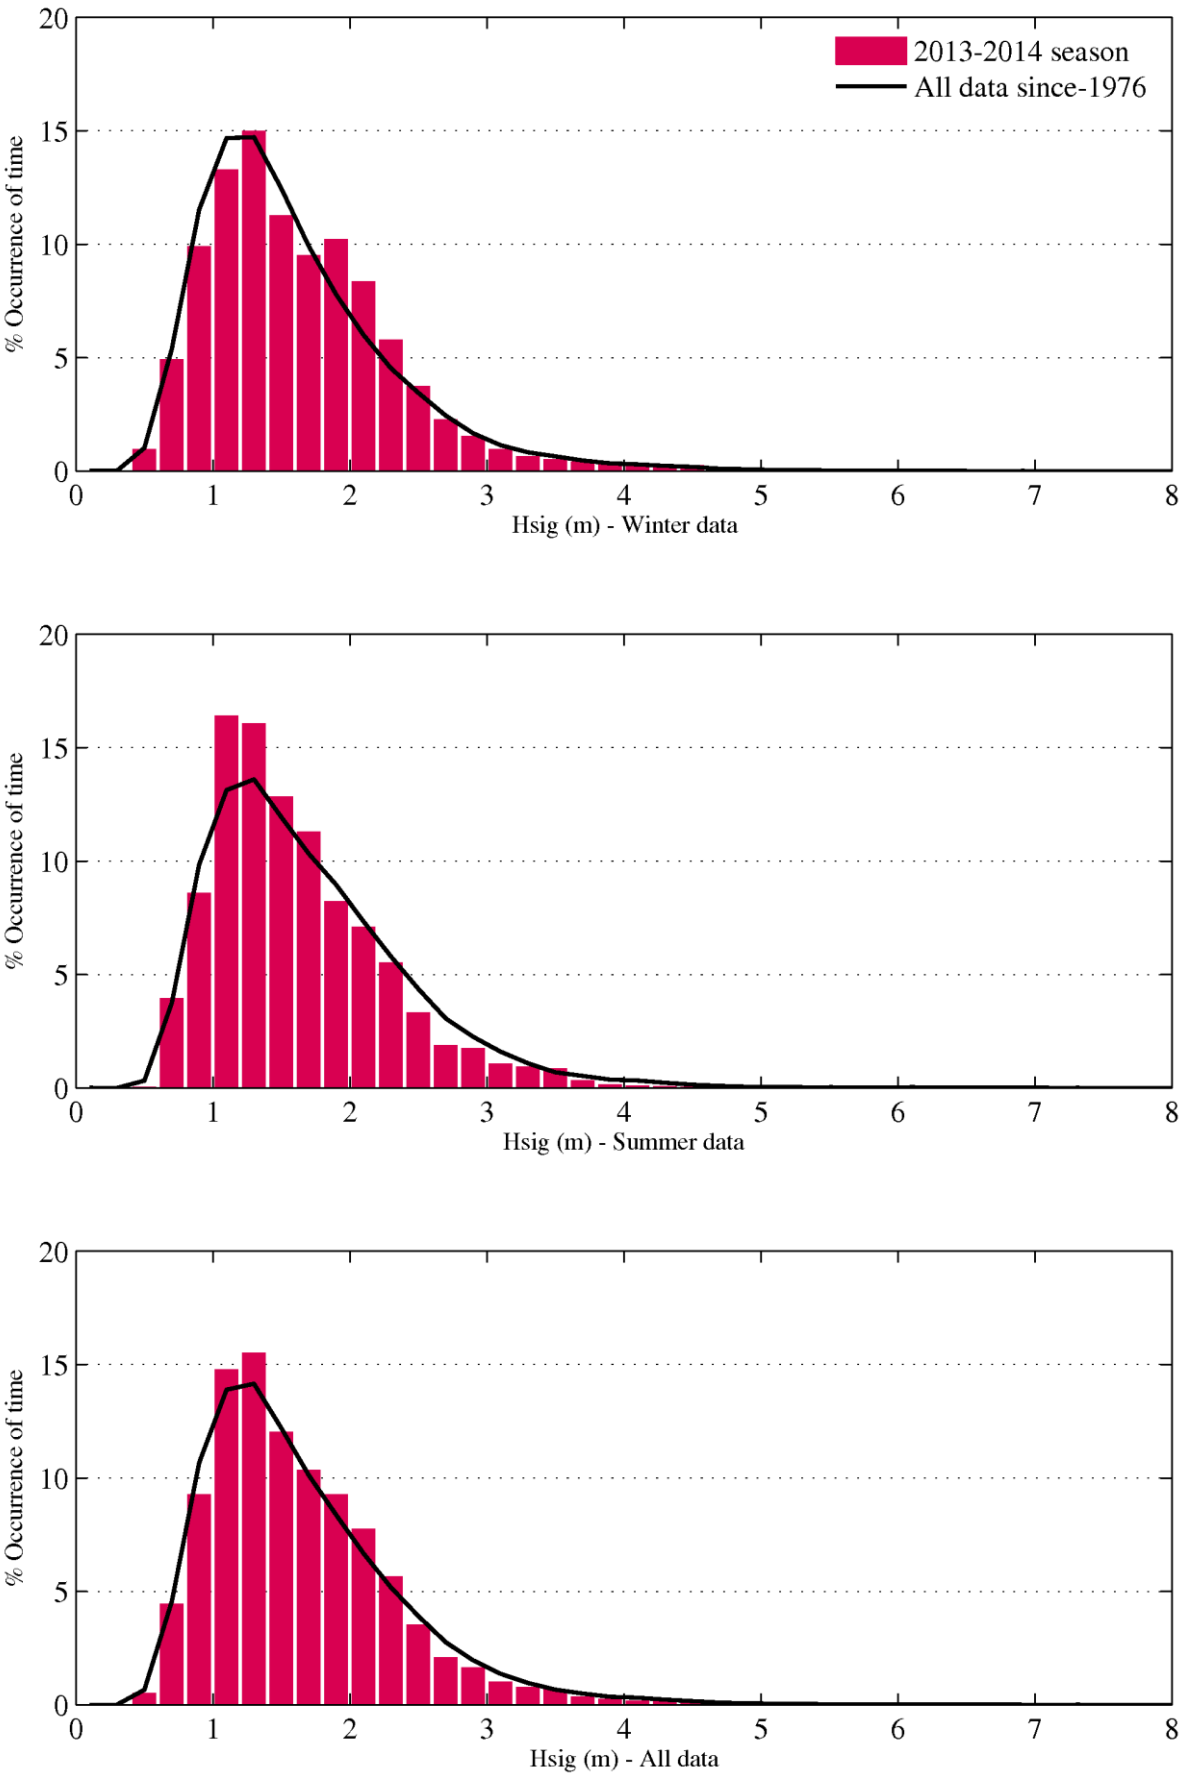 20
15
10
5
0
% Occurrence of time
2013-2014 season
All data since-1976
0 1 2 3 4 5 6 7 8
Hsig (m) - Winter data
20
15
10
5
0
% Occurrence of time
0 1 2 3 4 5 6 7 8
Hsig (m) - Summer data
20
15
10
5
0
% Occurrence of time
0 1 2 3 4 5 6 7 8
Hsig (m) - All data